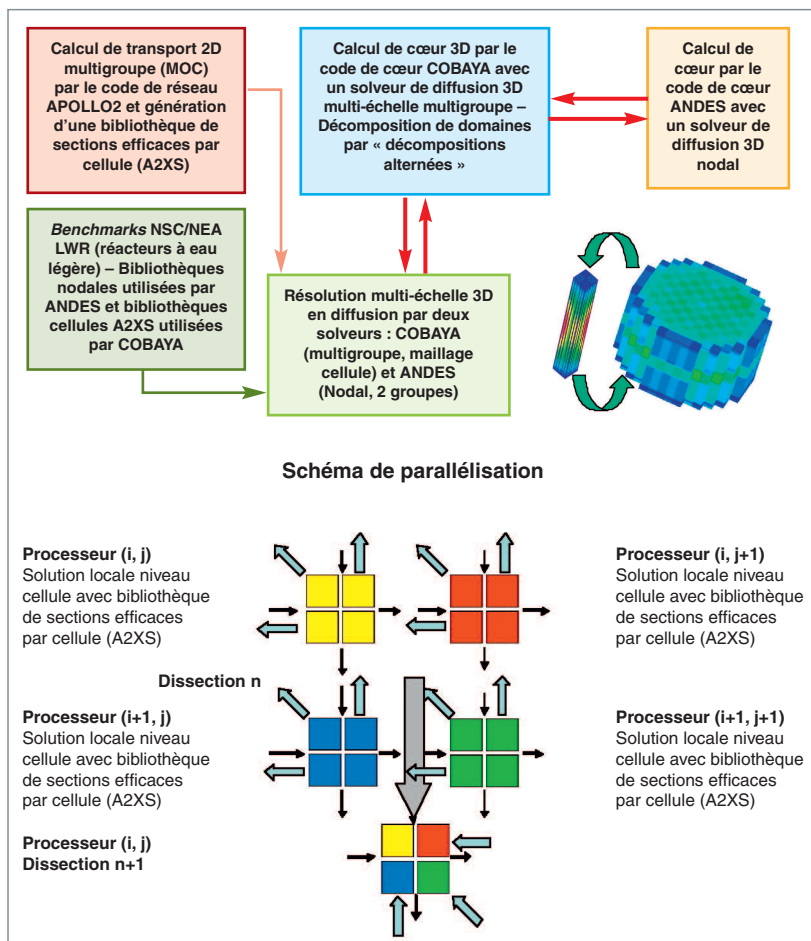 Calcul de transport 2D
multigroupe (MOC)
par le code de réseau
APOLLO2 et génération
d'une bibliothèque de
sections efficaces par
cellule (A2XS)
Calcul de cœur 3D par le
code de cœur COBAYA avec
un solveur de diffusion 3D
multi-échelle multigroupe –
Décomposition de domaines
par « décompositions
alternées »
Calcul de
cœur par le
code de cœur
ANDES avec
un solveur de
diffusion 3D
nodal
Benchmarks NSC/NEA
LWR (réacteurs à eau
légère) – Bibliothèques
nodales utilisées par
ANDES et bibliothèques
cellules A2XS utilisées
par COBAYA
Résolution multi-échelle 3D
en diffusion par deux
solveurs : COBAYA
(multigroupe, maillage
cellule) et ANDES
(Nodal, 2 groupes)
Schéma de parallélisation
Processeur (i, j)
Solution locale niveau
cellule avec bibliothèque
de sections efficaces
par cellule (A2XS)
Processeur (i, j+1)
Solution locale niveau
cellule avec bibliothèque
de sections efficaces
par cellule (A2XS)
Dissection n
Processeur (i+1, j)
Solution locale niveau
cellule avec bibliothèque
de sections efficaces
par cellule (A2XS)
Processeur (i+1, j+1)
Solution locale niveau
cellule avec bibliothèque
de sections efficaces
par cellule (A2XS)
Processeur (i, j)
Dissection n+1